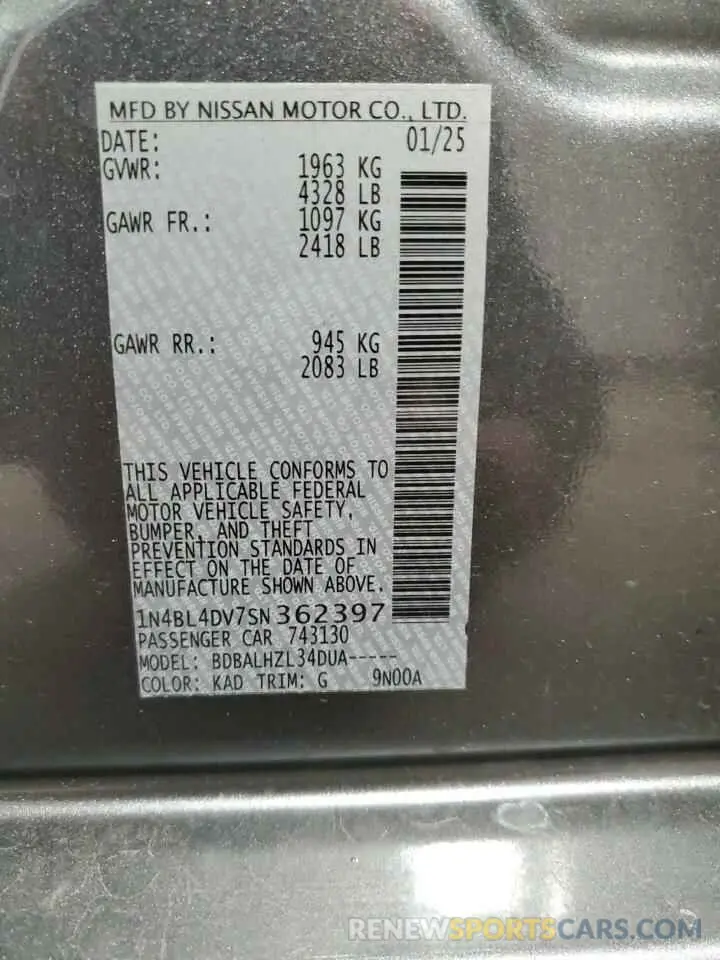 MFD BY NISSAN MOTOR CO., LTD.
DATE: 01/25
GVWR: 1963 KG
4328 LB
GAWR FR.: 1097 KG
2418 LB
GAWR RR.: 945 KG
2083 LB
THIS VEHICLE CONFORMS TO
ALL APPLICABLE FEDERAL
MOTOR VEHICLE SAFETY,
BUMPER, AND THEFT
PREVENTION STANDARDS IN
EFFECT ON THE DATE OF
MANUFACTURE SHOWN ABOVE.
1N4BL4DV7SN362397
PASSENGER CAR 743130
MODEL: BDBALHZL34DUA-----
COLOR: KAD TRIM: G 9N00A
RENEWSPORTSCARS.COM